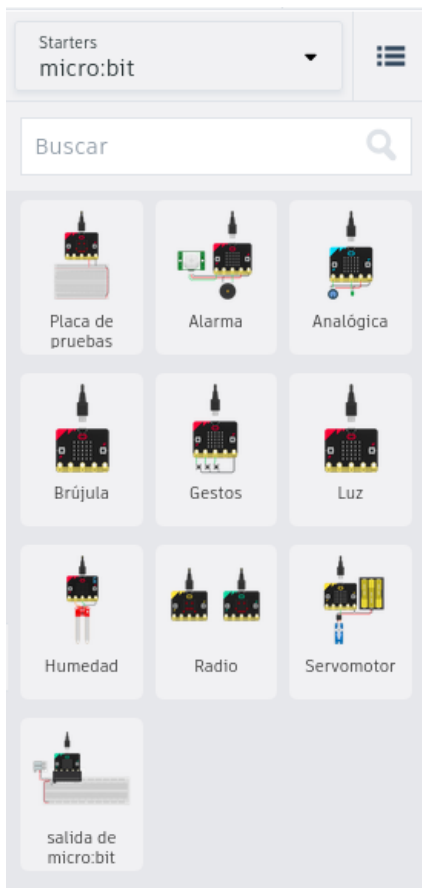 Starters
micro:bit
Buscar
Placa de
pruebas
Alarma
Analógica
Brújula
Gestos
Luz
Humedad
Radio
Servomotor
salida de
micro:bit